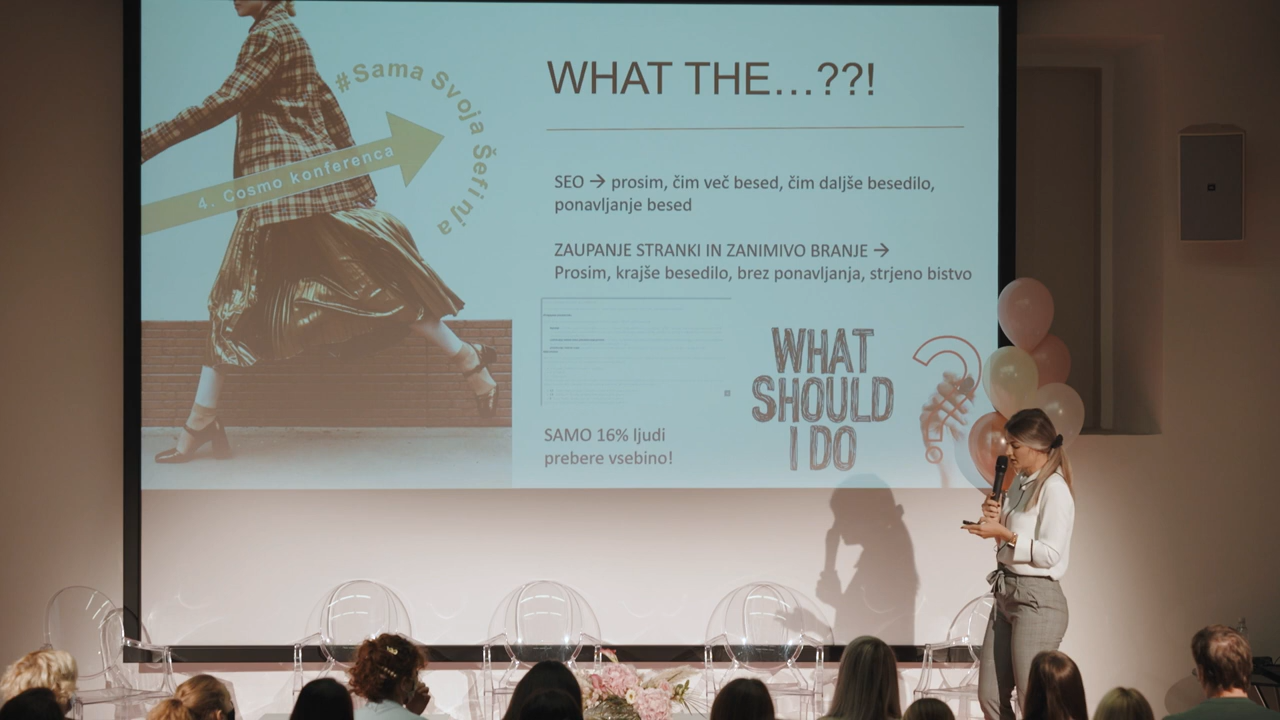 #Sama Svoja Šefinja
4. Cosmo konferenca
WHAT THE...??!
SEO → prosim, čim več besed, čim daljše besedilo,
ponavljanje besed
ZAUPANJE STRANKI IN ZANIMIVO BRANJE →
Prosim, krajše besedilo, brez ponavljanja, strjeno bistvo
SAMO 16% ljudi
prebere vsebino!
WHAT
SHOULD
I DO